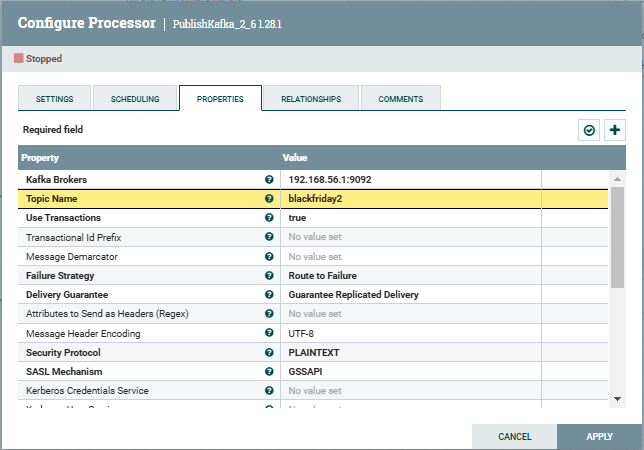 Configure Processor | PublishKafka_2_6 1.28.1
Stopped
SETTINGS SCHEDULING PROPERTIES RELATIONSHIPS COMMENTS
Required field
Property Value
Kafka Brokers 192.168.56.1:9092
Topic Name blackfriday2
Use Transactions true
Transactional Id Prefix No value set
Message Demarcator No value set
Failure Strategy Route to Failure
Delivery Guarantee Guarantee Replicated Delivery
Attributes to Send as Headers (Regex) No value set
Message Header Encoding UTF-8
Security Protocol PLAINTEXT
SASL Mechanism GSSAPI
Kerberos Credentials Service No value set
CANCEL APPLY